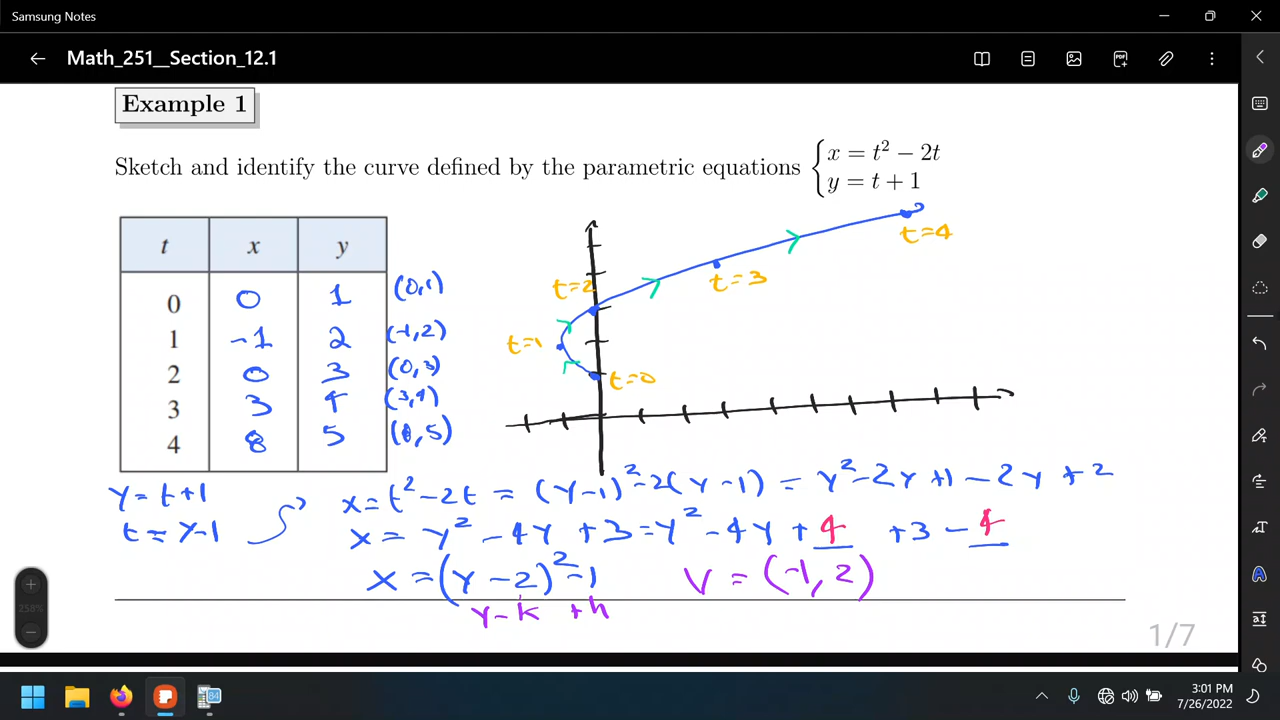 Samsung Notes
Math_251__Section_12.1
Example 1
Sketch and identify the curve defined by the parametric equations { x = t² − 2t
y = t + 1
t x y
0 0 1 (0,1)
1 -1 2 (-1,2)
2 0 3 (0,3)
3 3 4 (3,4)
4 8 5 (8,5)
t=0
t=1
t=2
t=3
t=4
y = t+1
t = y-1
x = t² - 2t = (y-1)² - 2(y-1) = y² - 2y + 1 - 2y + 2
x = y² - 4y + 3 = y² - 4y + 4 + 3 - 4
x = (y-2)² - 1 V = (-1, 2)
y-k +h
1/7
258%
84
3:01 PM
7/26/2022